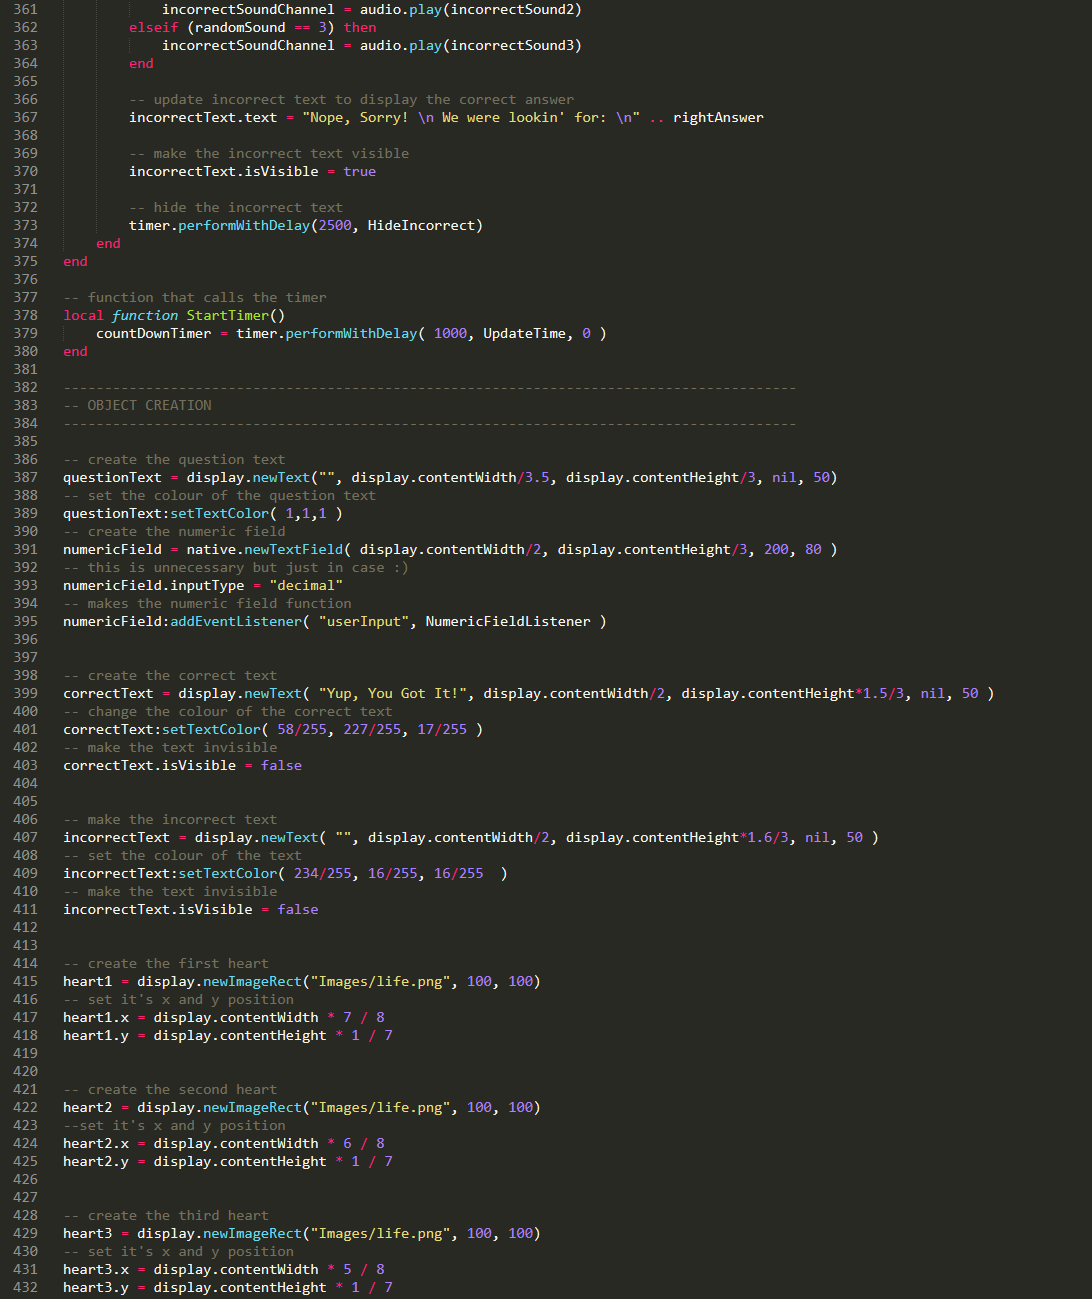 361 incorrectSoundChannel = audio.play(incorrectSound2)
362 elseif (randomSound == 3) then
363 incorrectSoundChannel = audio.play(incorrectSound3)
364 end
365
366 -- update incorrect text to display the correct answer
367 incorrectText.text = "Nope, Sorry! \n We were lookin' for: \n" .. rightAnswer
368
369 -- make the incorrect text visible
370 incorrectText.isVisible = true
371
372 -- hide the incorrect text
373 timer.performWithDelay(2500, HideIncorrect)
374 end
375 end
376
377 -- function that calls the timer
378 local function StartTimer()
379 countDownTimer = timer.performWithDelay( 1000, UpdateTime, 0 )
380 end
381
382 -----------------------------------------------------------------------------------------
383 -- OBJECT CREATION
384 -----------------------------------------------------------------------------------------
385
386 -- create the question text
387 questionText = display.newText("", display.contentWidth/3.5, display.contentHeight/3, nil, 50)
388 -- set the colour of the question text
389 questionText:setTextColor( 1,1,1 )
390 -- create the numeric field
391 numericField = native.newTextField( display.contentWidth/2, display.contentHeight/3, 200, 80 )
392 -- this is unnecessary but just in case :)
393 numericField.inputType = "decimal"
394 -- makes the numeric field function
395 numericField:addEventListener( "userInput", NumericFieldListener )
396
397
398 -- create the correct text
399 correctText = display.newText( "Yup, You Got It!", display.contentWidth/2, display.contentHeight*1.5/3, nil, 50 )
400 -- change the colour of the correct text
401 correctText:setTextColor( 58/255, 227/255, 17/255 )
402 -- make the text invisible
403 correctText.isVisible = false
404
405
406 -- make the incorrect text
407 incorrectText = display.newText( "", display.contentWidth/2, display.contentHeight*1.6/3, nil, 50 )
408 -- set the colour of the text
409 incorrectText:setTextColor( 234/255, 16/255, 16/255  )
410 -- make the text invisible
411 incorrectText.isVisible = false
412
413
414 -- create the first heart
415 heart1 = display.newImageRect("Images/life.png", 100, 100)
416 -- set it's x and y position
417 heart1.x = display.contentWidth * 7 / 8
418 heart1.y = display.contentHeight * 1 / 7
419
420
421 -- create the second heart
422 heart2 = display.newImageRect("Images/life.png", 100, 100)
423 --set it's x and y position
424 heart2.x = display.contentWidth * 6 / 8
425 heart2.y = display.contentHeight * 1 / 7
426
427
428 -- create the third heart
429 heart3 = display.newImageRect("Images/life.png", 100, 100)
430 -- set it's x and y position
431 heart3.x = display.contentWidth * 5 / 8
432 heart3.y = display.contentHeight * 1 / 7